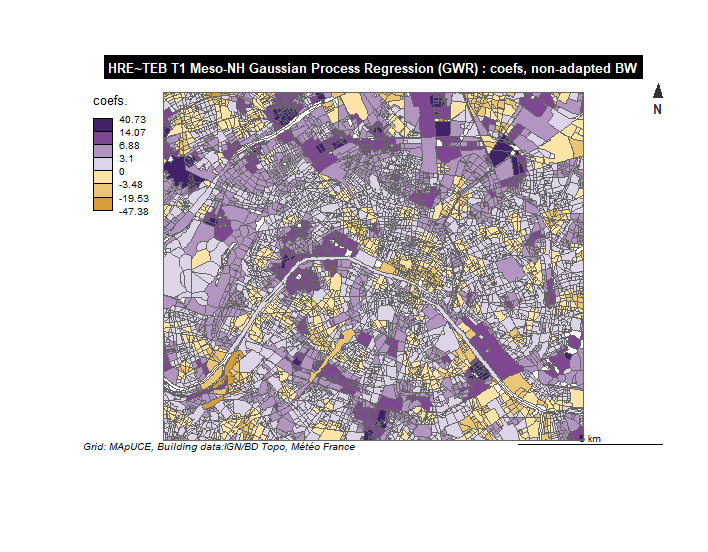 HRE~TEB T1 Meso-NH Gaussian Process Regression (GWR) : coefs, non-adapted BW
coefs.
40.73
14.07
6.88
3.1
0
-3.48
-19.53
-47.38
N
5 km
Grid: MApUCE, Building data:IGN/BD Topo, Météo France